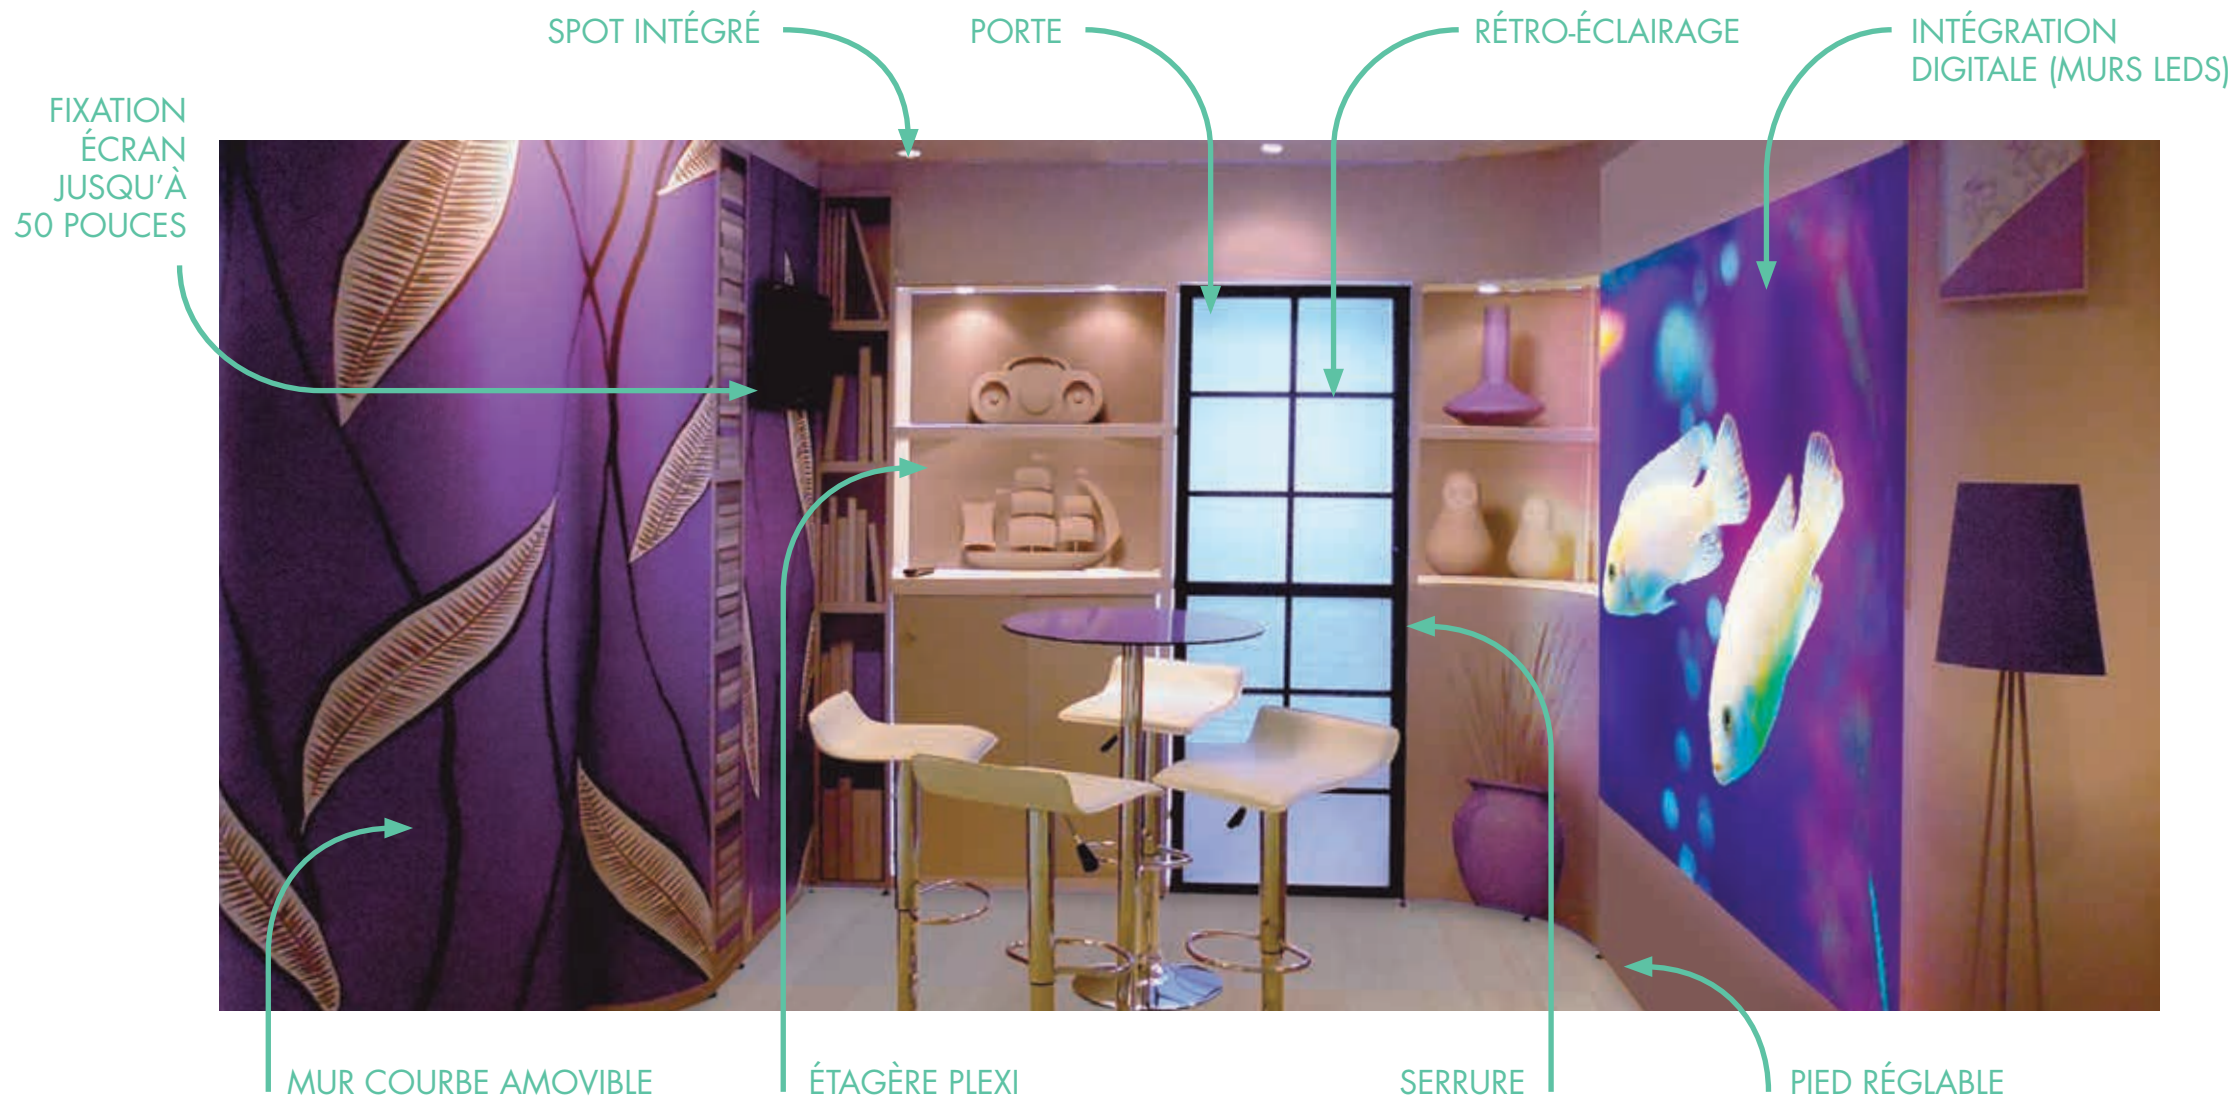 SPOT INTÉGRÉ
PORTE
RÉTRO-ÉCLAIRAGE
INTÉGRATION
DIGITALE (MURS LEDS)
FIXATION
ÉCRAN
JUSQU'À
50 POUCES
MUR COURBE AMOVIBLE
ÉTAGÈRE PLEXI
SERRURE
PIED RÉGLABLE